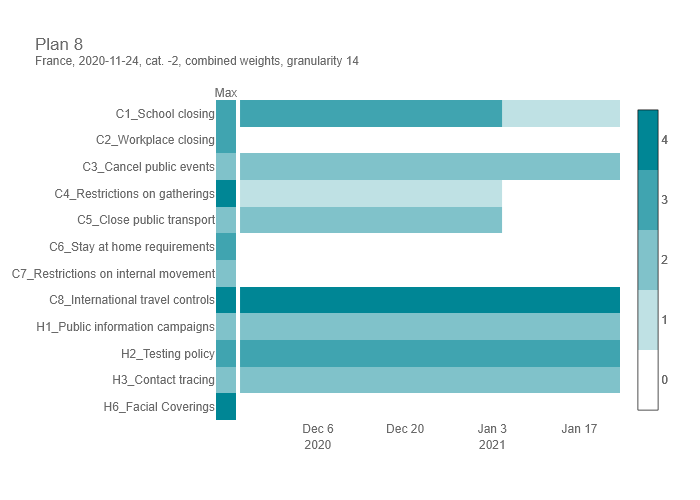 Plan 8
France, 2020-11-24, cat. -2, combined weights, granularity 14
Max
C1_School closing
C2_Workplace closing
C3_Cancel public events
C4_Restrictions on gatherings
C5_Close public transport
C6_Stay at home requirements
C7_Restrictions on internal movement
C8_International travel controls
H1_Public information campaigns
H2_Testing policy
H3_Contact tracing
H6_Facial Coverings
4
3
2
1
0
Dec 6 Dec 20 Jan 3 Jan 17
2020 2021